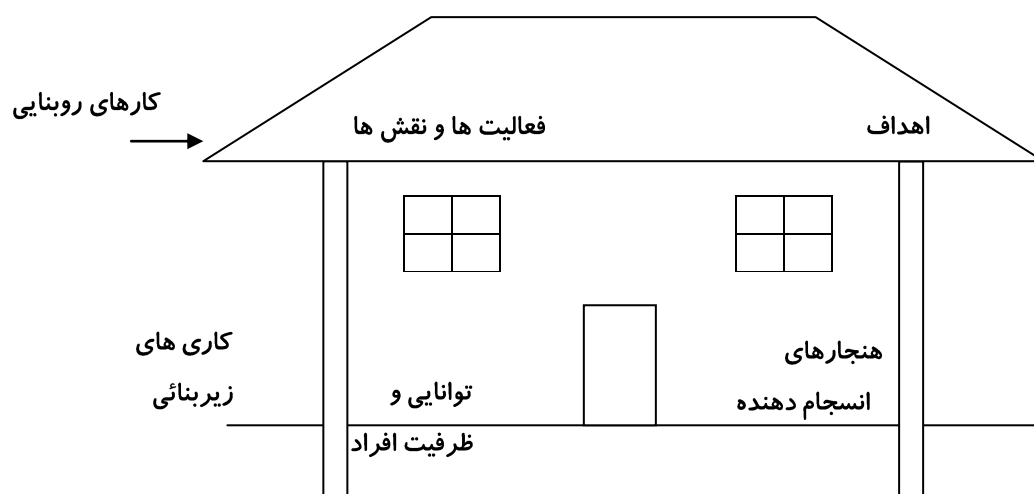 کارهای روبنایی
اهداف
فعالیت ها و نقش ها
هنجارهای
انسجام دهنده
توانایی و
ظرفیت افراد
کاری های
زیربنائی